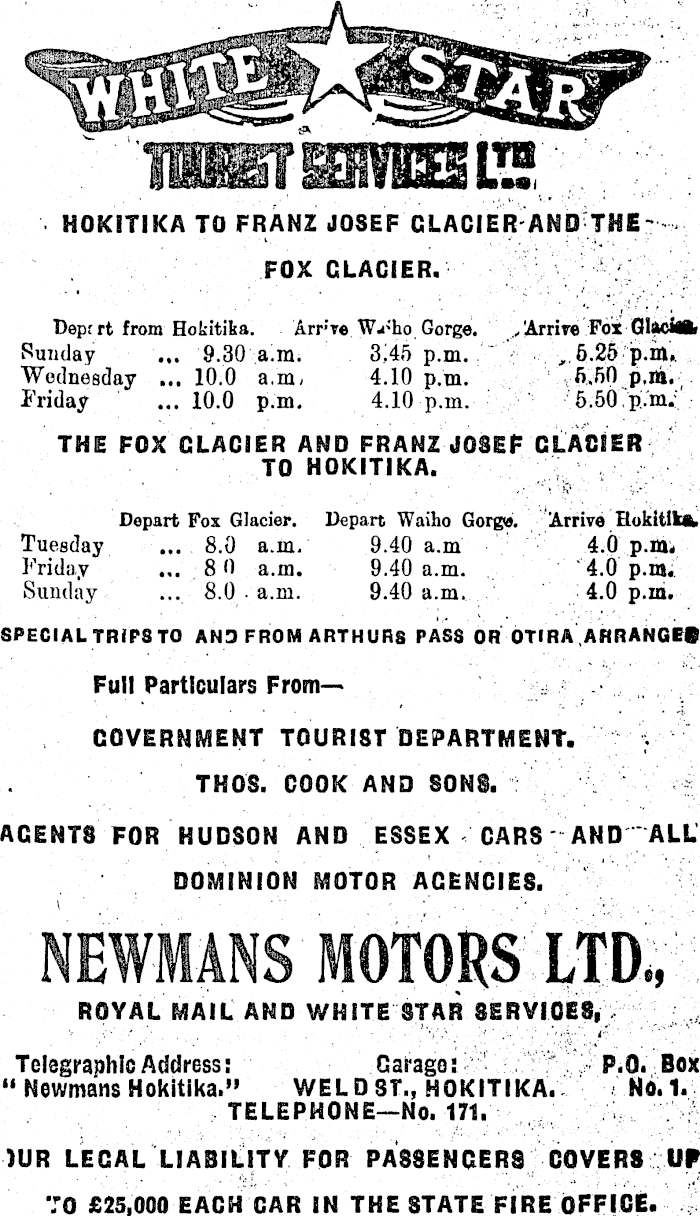 WHITE STAR
TOURIST SERVICES LTD.
HOKITIKA TO FRANZ JOSEF GLACIER AND THE
FOX GLACIER.
Depart from Hokitika. Arrive Waiho Gorge. Arrive Fox Glacier.
Sunday ... 9.30 a.m. 3.45 p.m. 5.25 p.m.
Wednesday ... 10.0 a.m. 4.10 p.m. 5.50 p.m.
Friday ... 10.0 p.m. 4.10 p.m. 5.50 p.m.
THE FOX GLACIER AND FRANZ JOSEF GLACIER
TO HOKITIKA.
Depart Fox Glacier. Depart Waiho Gorge. Arrive Hokitika.
Tuesday ... 8.0 a.m. 9.40 a.m 4.0 p.m.
Friday ... 8 0 a.m. 9.40 a.m. 4.0 p.m.
Sunday ... 8.0 a.m. 9.40 a.m. 4.0 p.m.
SPECIAL TRIPS TO AND FROM ARTHURS PASS OR OTIRA ARRANGED
Full Particulars From—
GOVERNMENT TOURIST DEPARTMENT.
THOS. COOK AND SONS.
AGENTS FOR HUDSON AND ESSEX CARS AND ALL
DOMINION MOTOR AGENCIES.
NEWMANS MOTORS LTD.,
ROYAL MAIL AND WHITE STAR SERVICES,
Telegraphic Address: Garage: P.O. Box
"Newmans Hokitika." WELD ST., HOKITIKA. No. 1.
TELEPHONE—No. 171.
OUR LEGAL LIABILITY FOR PASSENGERS COVERS UP
TO £25,000 EACH CAR IN THE STATE FIRE OFFICE.